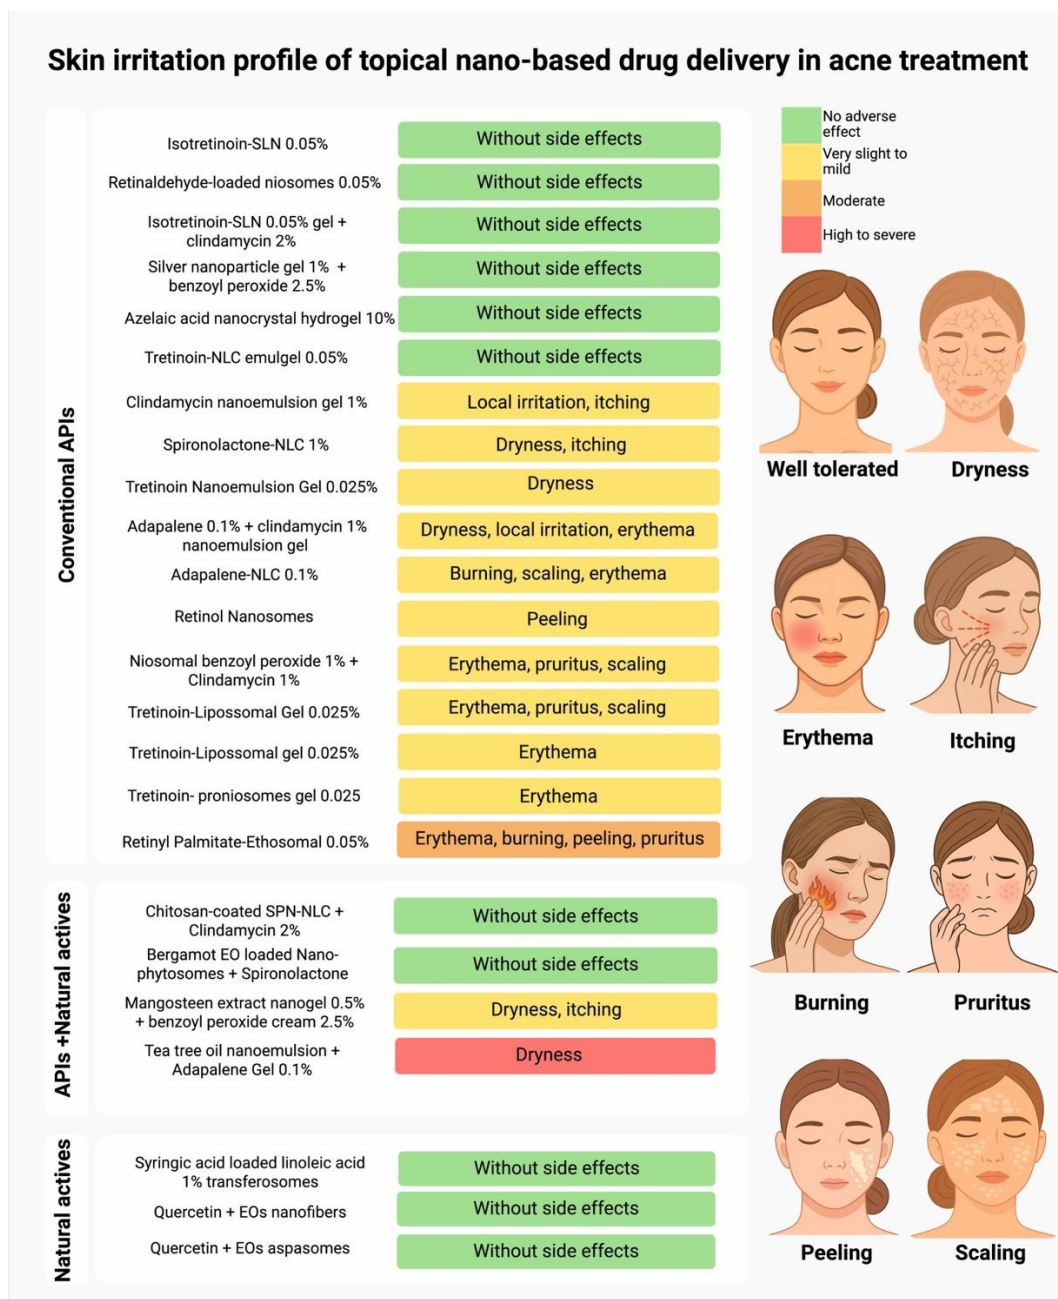 Skin irritation profile of topical nano-based drug delivery in acne treatment
Conventional APIs
Isotretinoin-SLN 0.05%
Without side effects
Retinaldehyde-loaded niosomes 0.05%
Without side effects
Isotretinoin-SLN 0.05% gel +
clindamycin 2%
Without side effects
Silver nanoparticle gel 1% +
benzoyl peroxide 2.5%
Without side effects
Azelaic acid nanocrystal hydrogel 10%
Without side effects
Tretinoin-NLC emulgel 0.05%
Without side effects
Clindamycin nanoemulsion gel 1%
Local irritation, itching
Spironolactone-NLC 1%
Dryness, itching
Tretinoin Nanoemulsion Gel 0.025%
Dryness
Adapalene 0.1% + clindamycin 1%
nanoemulsion gel
Dryness, local irritation, erythema
Adapalene-NLC 0.1%
Burning, scaling, erythema
Retinol Nanosomes
Peeling
Niosomal benzoyl peroxide 1% +
Clindamycin 1%
Erythema, pruritus, scaling
Tretinoin-Lipossomal Gel 0.025%
Erythema, pruritus, scaling
Tretinoin-Lipossomal gel 0.025%
Erythema
Tretinoin- proniosomes gel 0.025
Erythema
Retinyl Palmitate-Ethosomal 0.05%
Erythema, burning, peeling, pruritus
APIs +Natural actives
Chitosan-coated SPN-NLC +
Clindamycin 2%
Without side effects
Bergamot EO loaded Nano-
phytosomes + Spironolactone
Without side effects
Mangosteen extract nanogel 0.5%
+ benzoyl peroxide cream 2.5%
Dryness, itching
Tea tree oil nanoemulsion +
Adapalene Gel 0.1%
Dryness
Natural actives
Syringic acid loaded linoleic acid
1% transferosomes
Without side effects
Quercetin + EOs nanofibers
Without side effects
Quercetin + EOs aspasomes
Without side effects
No adverse
effect
Very slight to
mild
Moderate
High to severe
Well tolerated
Dryness
Erythema
Itching
Burning
Pruritus
Peeling
Scaling